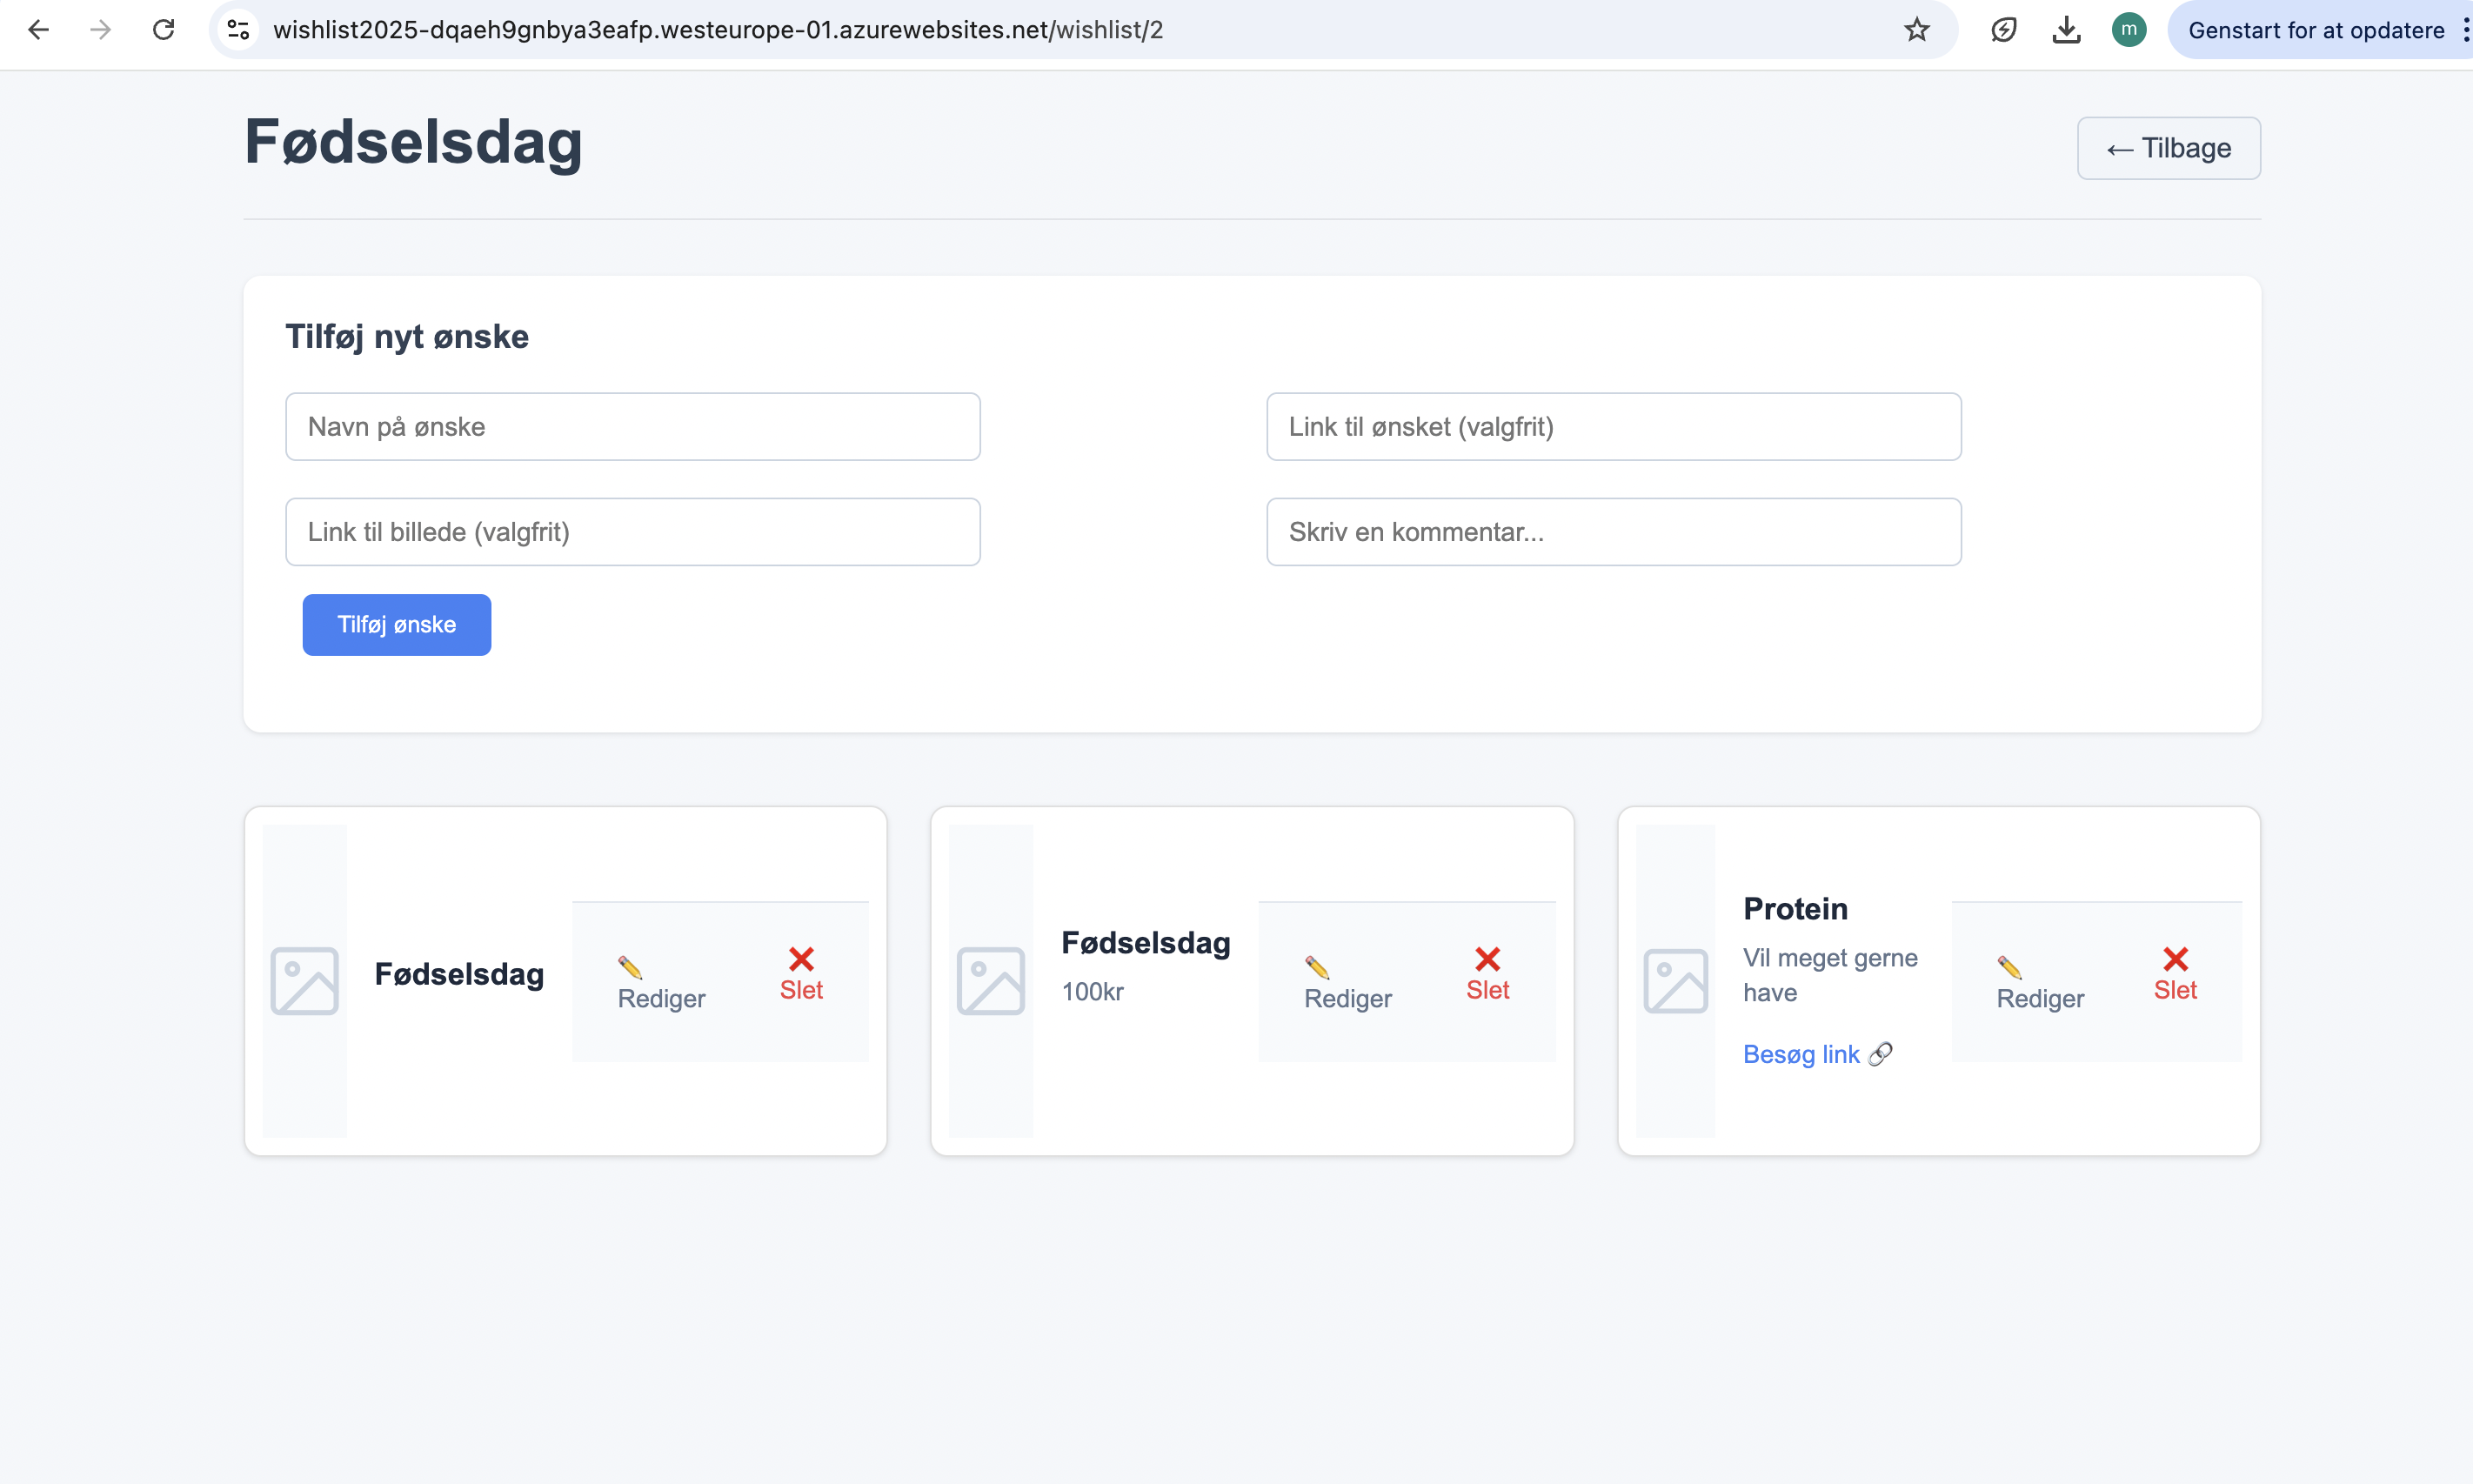 wishlist2025-dqaeh9gnbya3eafp.westeurope-01.azurewebsites.net/wishlist/2
m
Genstart for at opdatere
Fødselsdag
← Tilbage
Tilføj nyt ønske
Navn på ønske
Link til ønsket (valgfrit)
Link til billede (valgfrit)
Skriv en kommentar...
Tilføj ønske
Fødselsdag
✏️ Rediger
❌ Slet
Fødselsdag
100kr
✏️ Rediger
❌ Slet
Protein
Vil meget gerne
have
Besøg link 🔗
✏️ Rediger
❌ Slet